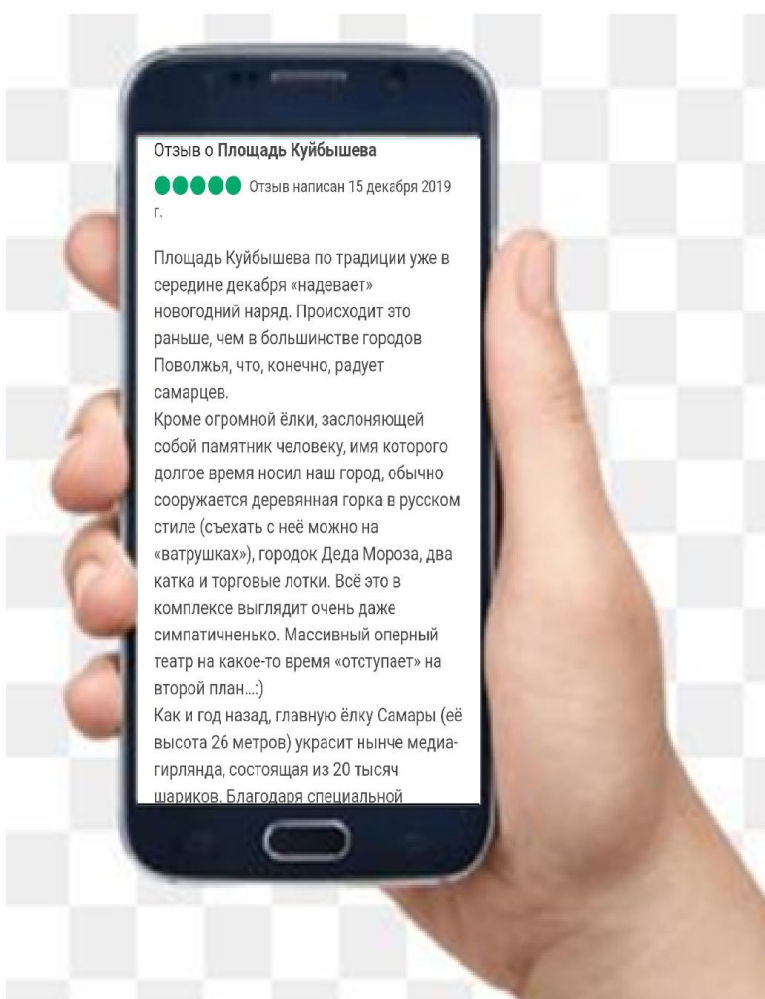 Отзыв о Площадь Куйбышева
Отзыв написан 15 декабря 2019
г.
Площадь Куйбышева по традиции уже в
середине декабря «надевает»
новогодний наряд. Происходит это
раньше, чем в большинстве городов
Поволжья, что, конечно, радует
самарцев.
Кроме огромной ёлки, заслоняющей
собой памятник человеку, имя которого
долгое время носил наш город, обычно
сооружается деревянная горка в русском
стиле (съехать с неё можно на
«ватрушках»), городок Деда Мороза, два
катка и торговые лотки. Всё это в
комплексе выглядит очень даже
симпатичненько. Массивный оперный
театр на какое-то время «отступает» на
второй план...:)
Как и год назад, главную ёлку Самары (её
высота 26 метров) украсит нынче медиа-
гирлянда, состоящая из 20 тысяч
шариков. Благодаря специальной